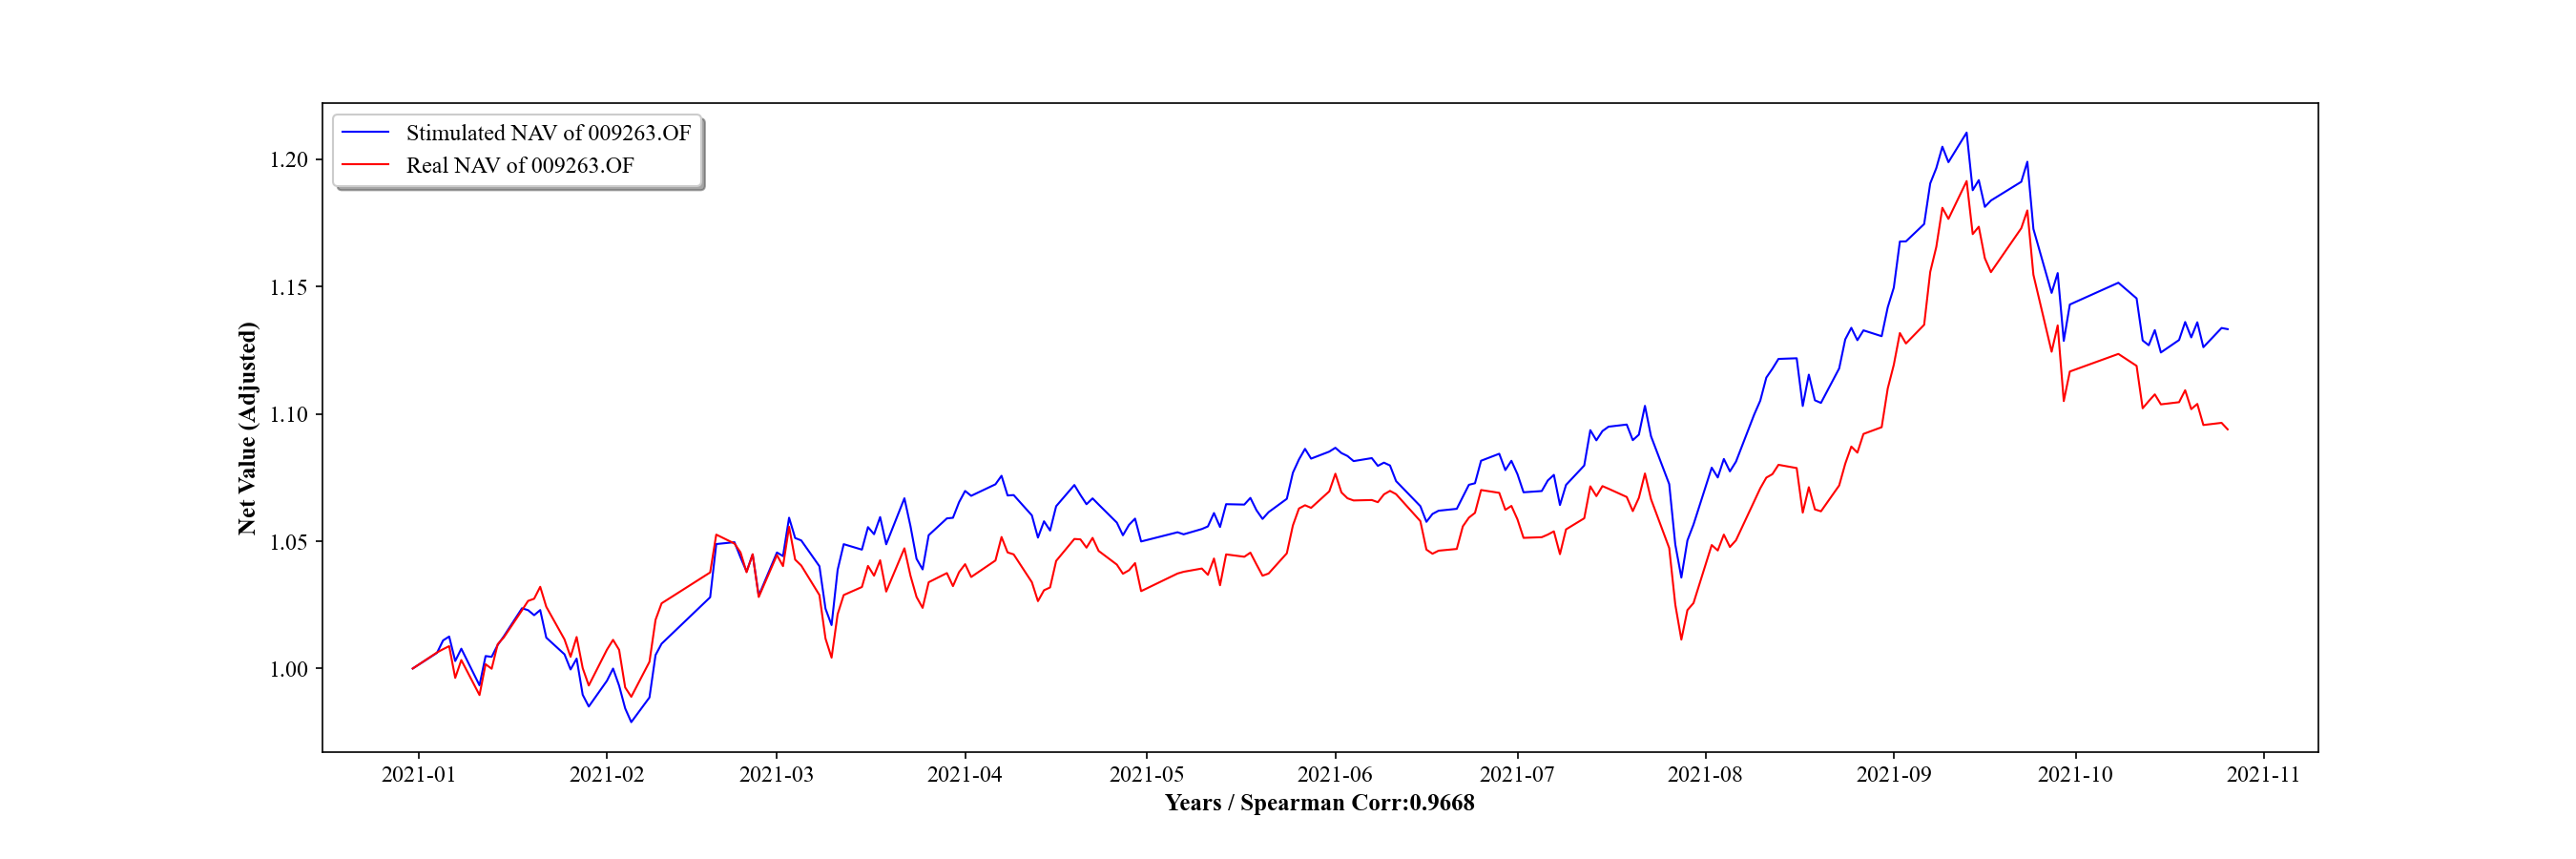 Stimulated NAV of 009263.OF
Real NAV of 009263.OF
1.20
1.15
1.10
1.05
1.00
Net Value (Adjusted)
2021-01 2021-02 2021-03 2021-04 2021-05 2021-06 2021-07 2021-08 2021-09 2021-10 2021-11
Years / Spearman Corr:0.9668